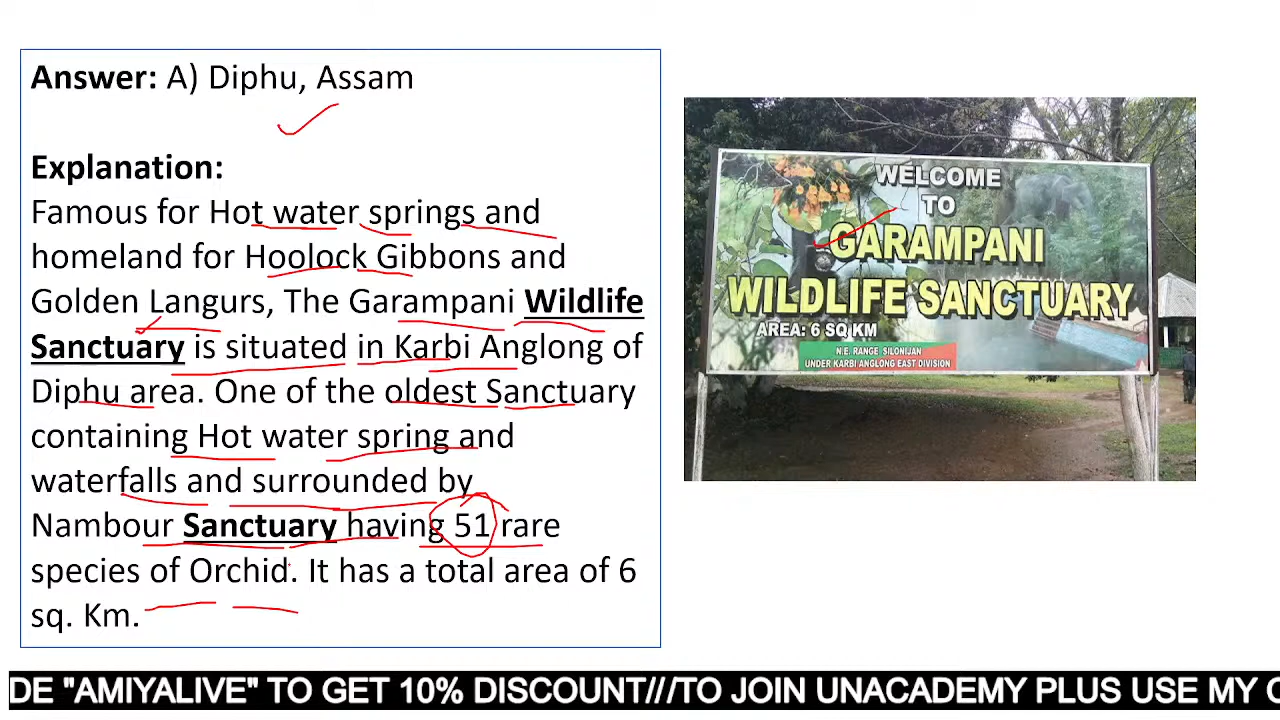 Answer: A) Diphu, Assam
Explanation:
Famous for Hot water springs and
homeland for Hoolock Gibbons and
Golden Langurs, The Garampani Wildlife
Sanctuary is situated in Karbi Anglong of
Diphu area. One of the oldest Sanctuary
containing Hot water spring and
waterfalls and surrounded by
Nambour Sanctuary having 51 rare
species of Orchid. It has a total area of 6
sq. Km.
WELCOME
TO
GARAMPANI
WILDLIFE SANCTUARY
AREA: 6 SQ KM
N.E. RANGE SILONIJAN
UNDER KARBI ANGLONG EAST DIVISION
DE "AMIYALIVE" TO GET 10% DISCOUNT///TO JOIN UNACADEMY PLUS USE MY C